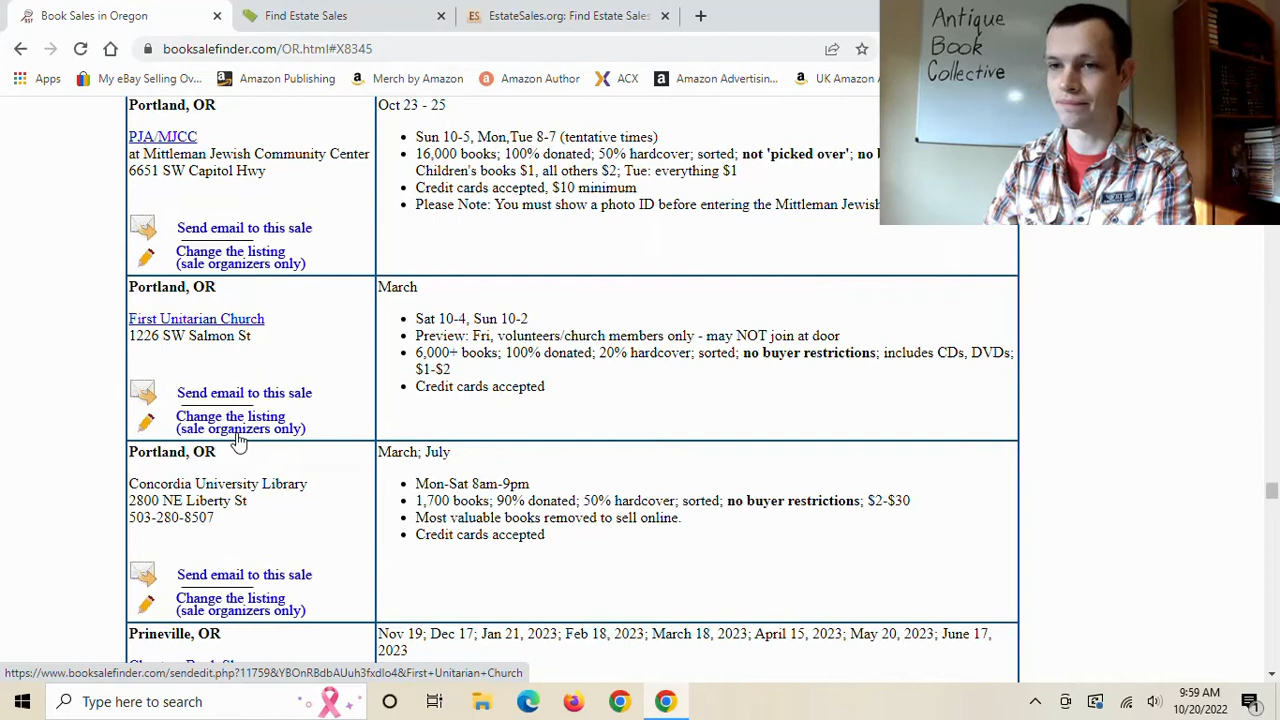 Book Sales in Oregon
Find Estate Sales
ES EstateSales.org: Find Estate Sales
booksalefinder.com/OR.html#X8345
Apps
My eBay Selling Ov...
Amazon Publishing
Merch by Amazon
Amazon Author
ACX
Amazon Advertisin...
UK Amazon A
Antique
Book
Collective
Portland, OR
PJA/MJCC
at Mittleman Jewish Community Center
6651 SW Capitol Hwy
Send email to this sale
Change the listing
(sale organizers only)
Oct 23 - 25
Sun 10-5, Mon,Tue 8-7 (tentative times)
16,000 books; 100% donated; 50% hardcover; sorted; not 'picked over'; no b
Children's books $1, all others $2; Tue: everything $1
Credit cards accepted, $10 minimum
Please Note: You must show a photo ID before entering the Mittleman Jewish
Portland, OR
First Unitarian Church
1226 SW Salmon St
Send email to this sale
Change the listing
(sale organizers only)
March
Sat 10-4, Sun 10-2
Preview: Fri, volunteers/church members only - may NOT join at door
6,000+ books; 100% donated; 20% hardcover; sorted; no buyer restrictions; includes CDs, DVDs;
$1-$2
Credit cards accepted
Portland, OR
Concordia University Library
2800 NE Liberty St
503-280-8507
Send email to this sale
Change the listing
(sale organizers only)
March; July
Mon-Sat 8am-9pm
1,700 books; 90% donated; 50% hardcover; sorted; no buyer restrictions; $2-$30
Most valuable books removed to sell online.
Credit cards accepted
Prineville, OR
Nov 19; Dec 17; Jan 21, 2023; Feb 18, 2023; March 18, 2023; April 15, 2023; May 20, 2023; June 17,
2023
https://www.booksalefinder.com/sendedit.php?11759&YBOnRBdbAUuh3fxdlo4&First+Unitarian+Church
Type here to search
9:59 AM
10/20/2022
1